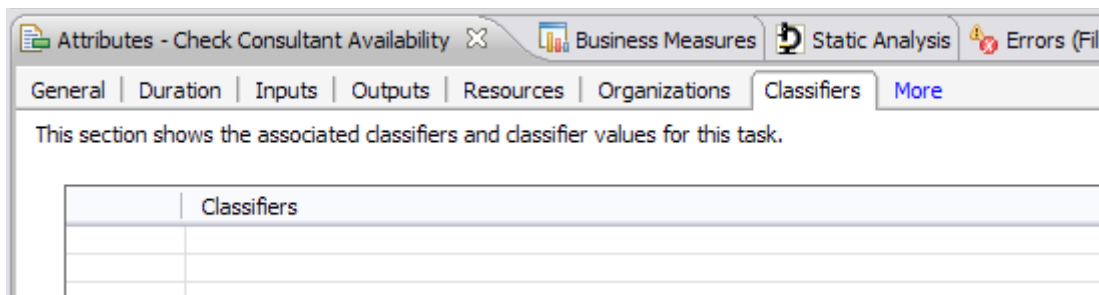 Attributes - Check Consultant Availability Business Measures Static Analysis Errors (Fil
General Duration Inputs Outputs Resources Organizations Classifiers More
This section shows the associated classifiers and classifier values for this task.
Classifiers